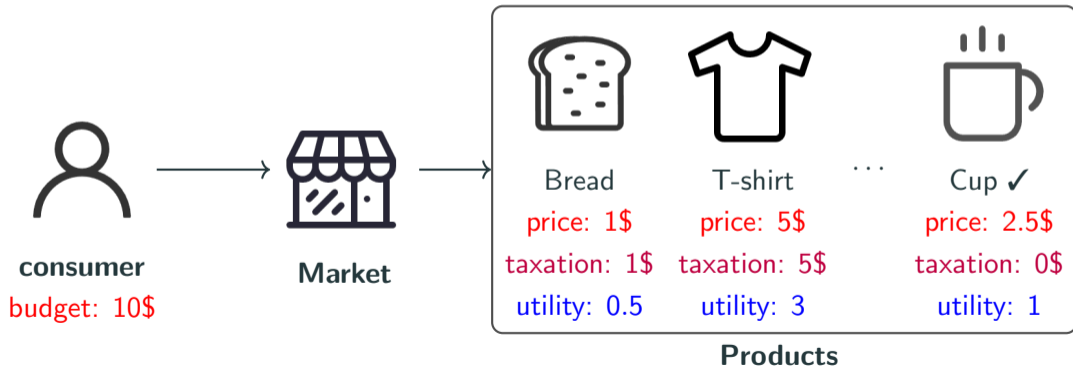 consumer
budget: 10$
Market
Bread
price: 1$
taxation: 1$
utility: 0.5
T-shirt
price: 5$
taxation: 5$
utility: 3
...
Cup ✓
price: 2.5$
taxation: 0$
utility: 1
Products